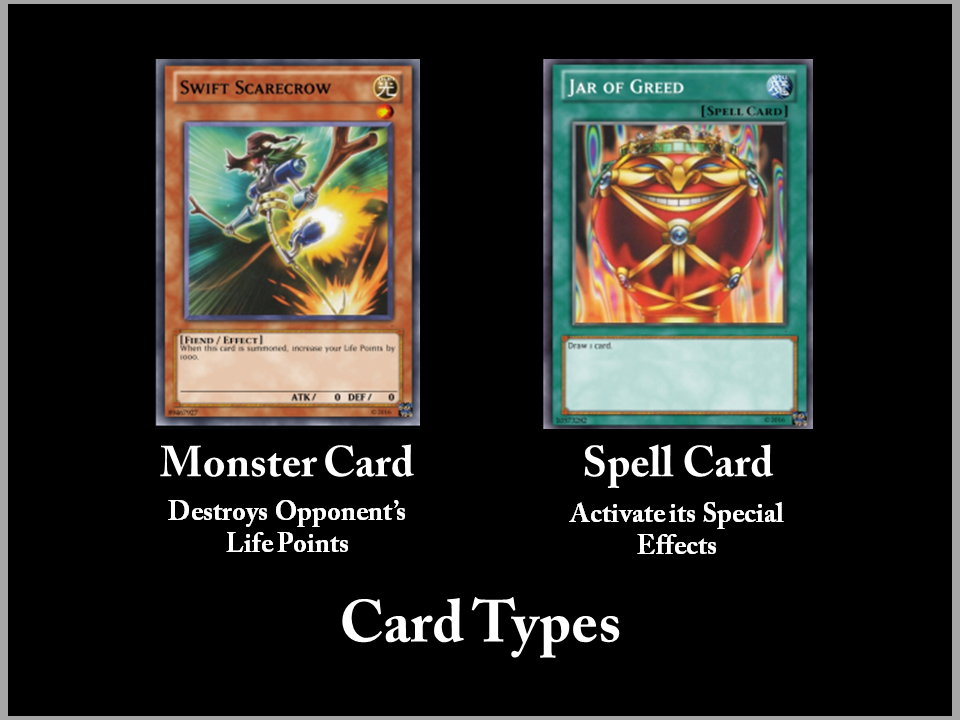 SWIFT SCARECROW
光
[FIEND / EFFECT]
When this card is summoned, increase your Life Points by
1000.
ATK / 0 DEF / 0
JAR OF GREED
[SPELL CARD]
Draw 1 card.
Monster Card
Destroys Opponent's
Life Points
Spell Card
Activate its Special
Effects
Card Types